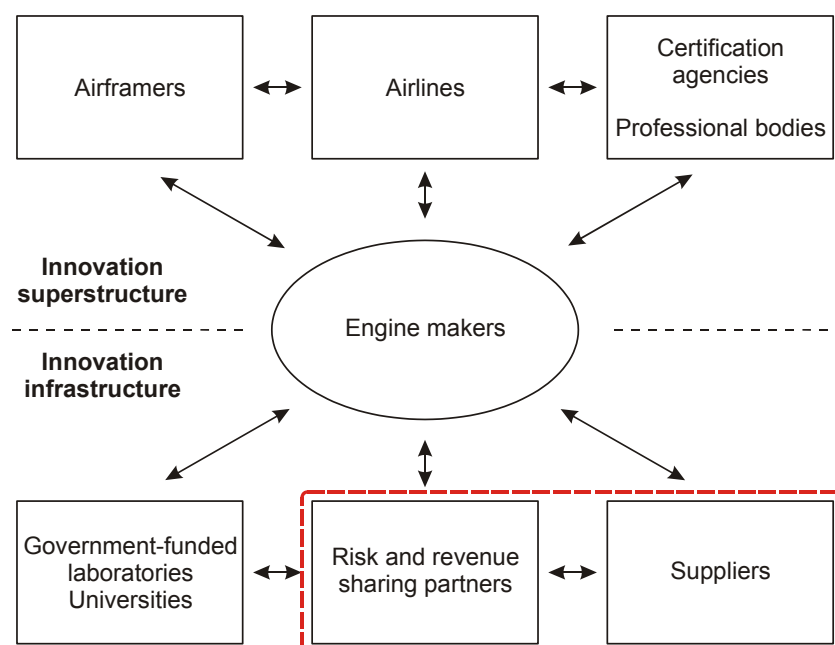 Airframers
Airlines
Certification
agencies
Professional bodies
Innovation
superstructure
Engine makers
Innovation
infrastructure
Government-funded
laboratories
Universities
Risk and revenue
sharing partners
Suppliers